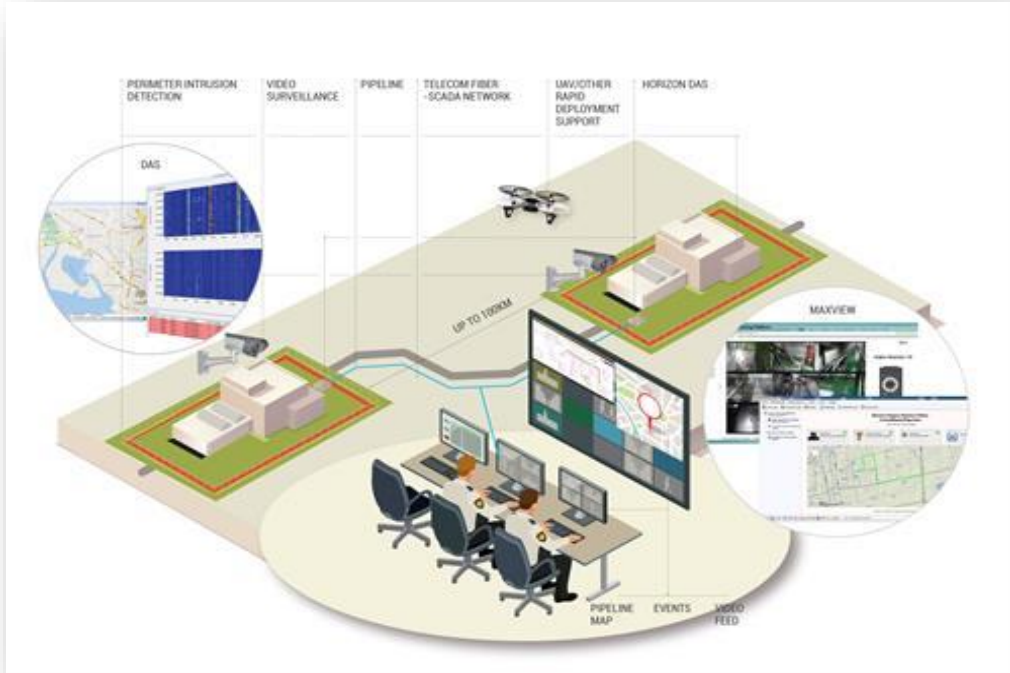 PERIMETER INTRUSION
DETECTION
VIDEO
SURVEILLANCE
PIPELINE
TELECOM FIBER
- SCADA NETWORK
UAV/OTHER
RAPID
DEPLOYMENT
SUPPORT
HORIZON DAS
DAS
UP TO 100KM
MAXVIEW
PIPELINE
MAP
EVENTS
VIDEO
FEED